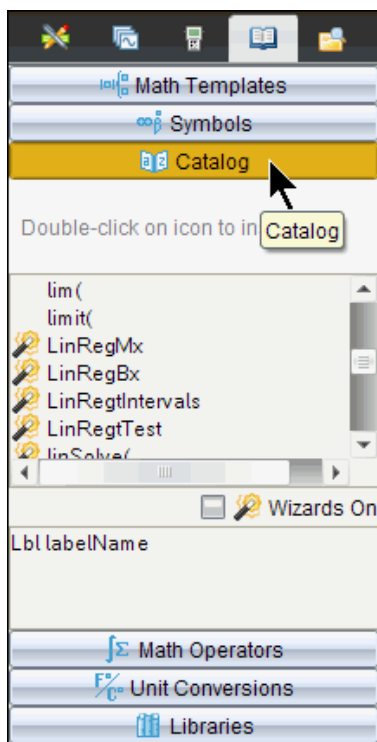 Math Templates
∞β° Symbols
Catalog
Double-click on icon to in
Catalog
lim(
limit(
LinRegMx
LinRegBx
LinRegtIntervals
LinRegtTest
linSolve(
Wizards On
Lbl labelName
∫Σ Math Operators
F°/C° Unit Conversions
Libraries